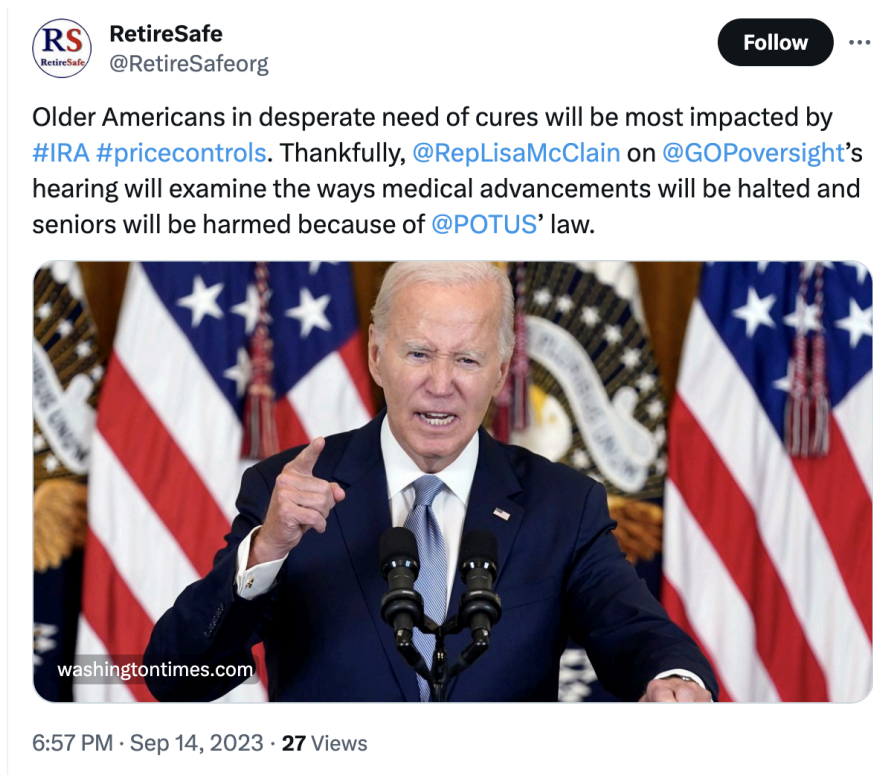 RS
RetireSafe
RetireSafe
@RetireSafeorg
Follow
Older Americans in desperate need of cures will be most impacted by
#IRA #pricecontrols. Thankfully, @RepLisaMcClain on @GOPoversight’s
hearing will examine the ways medical advancements will be halted and
seniors will be harmed because of @POTUS’ law.
washingtontimes.com
6:57 PM · Sep 14, 2023 · 27 Views